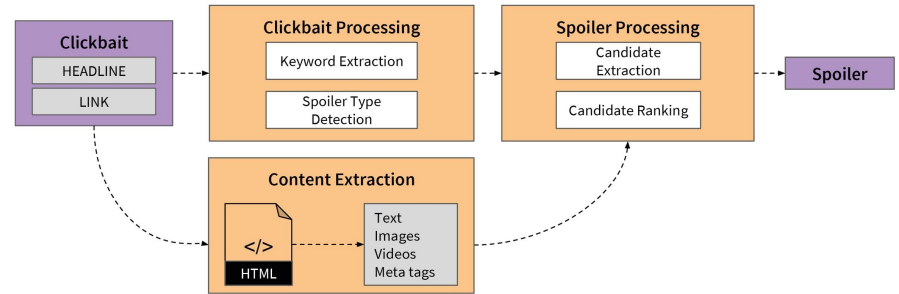 Clickbait
HEADLINE
LINK
Clickbait Processing
Keyword Extraction
Spoiler Type
Detection
Spoiler Processing
Candidate
Extraction
Candidate Ranking
Spoiler
Content Extraction
</>
HTML
Text
Images
Videos
Meta tags